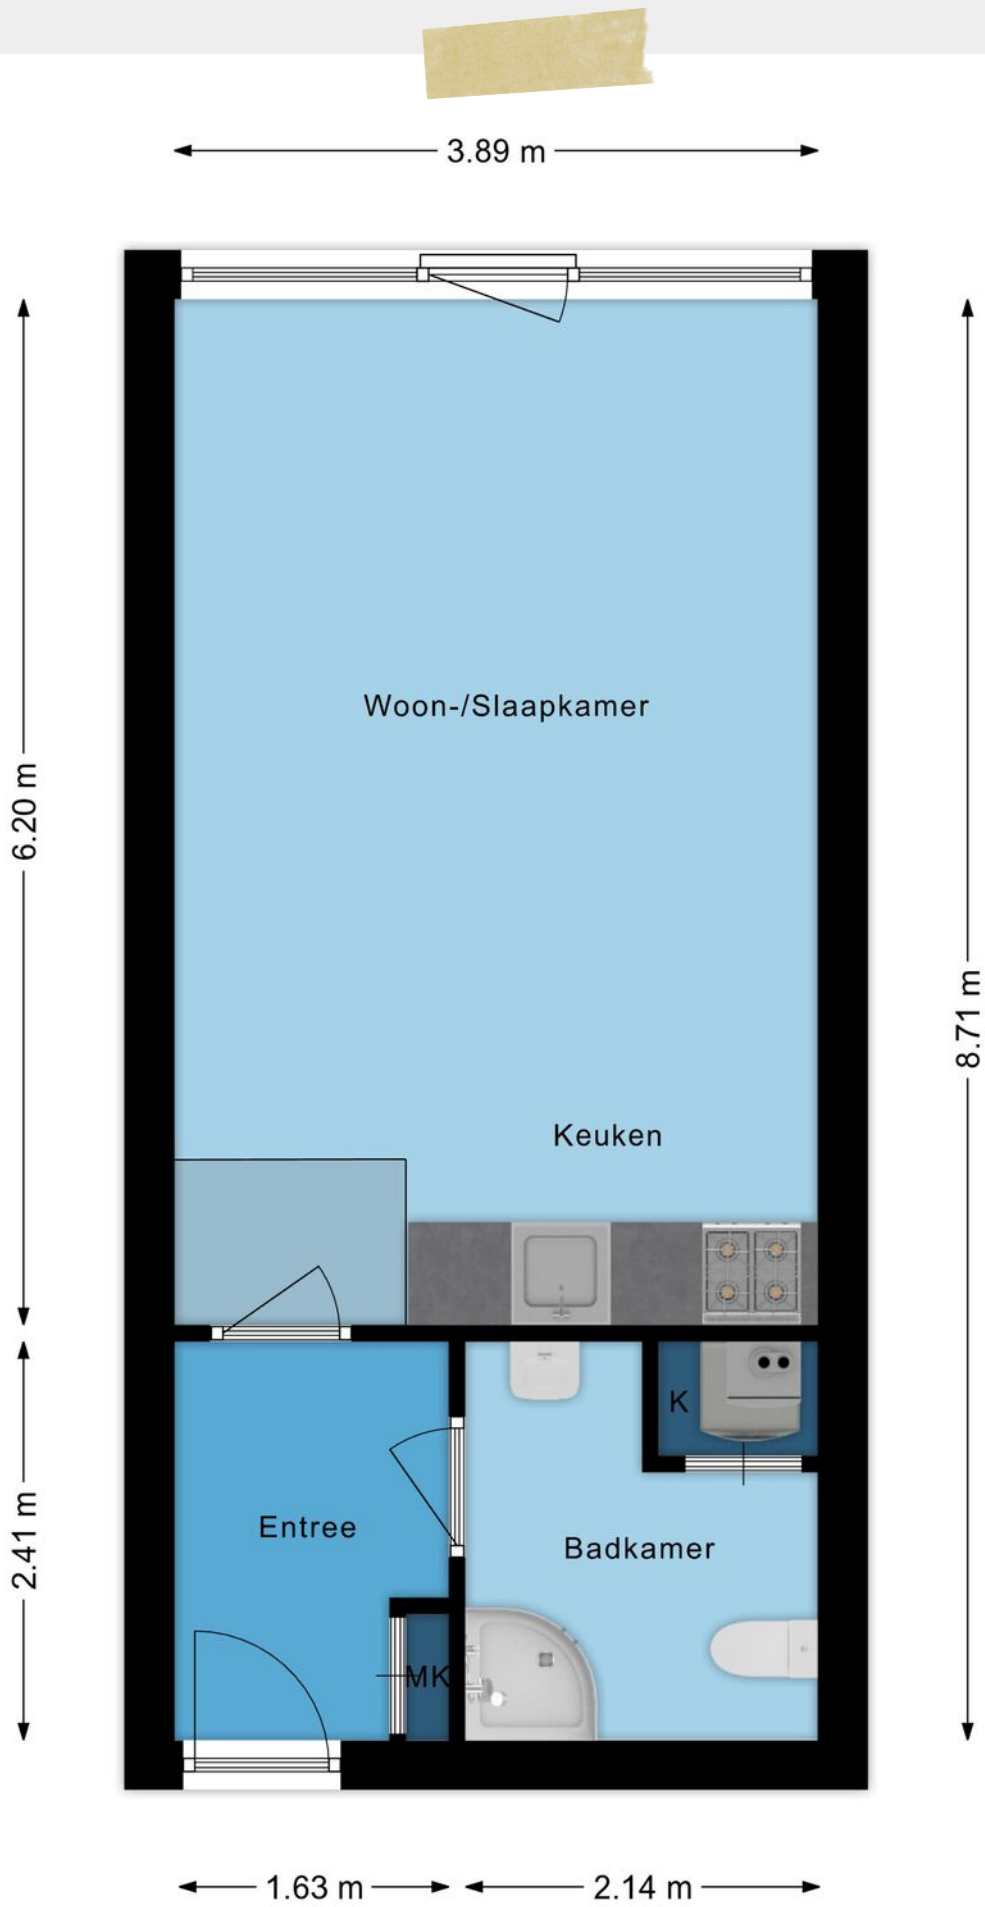 3.89 m
Woon-/Slaapkamer
6.20 m
8.71 m
Keuken
K
2.41 m
Entree
Badkamer
MK
1.63 m
2.14 m